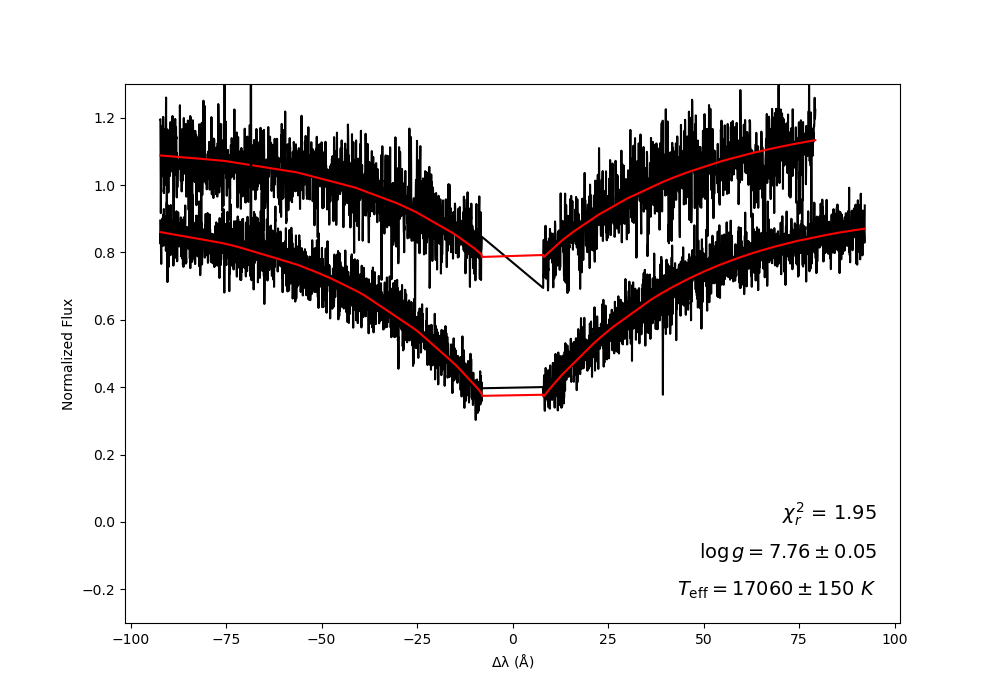 1.2
1.0
0.8
0.6
0.4
0.2
0.0
−0.2
Normalized Flux
χ²ᵣ = 1.95
log g = 7.76 ± 0.05
T_eff = 17060 ± 150 K
−100 −75 −50 −25 0 25 50 75 100
Δλ (Å)